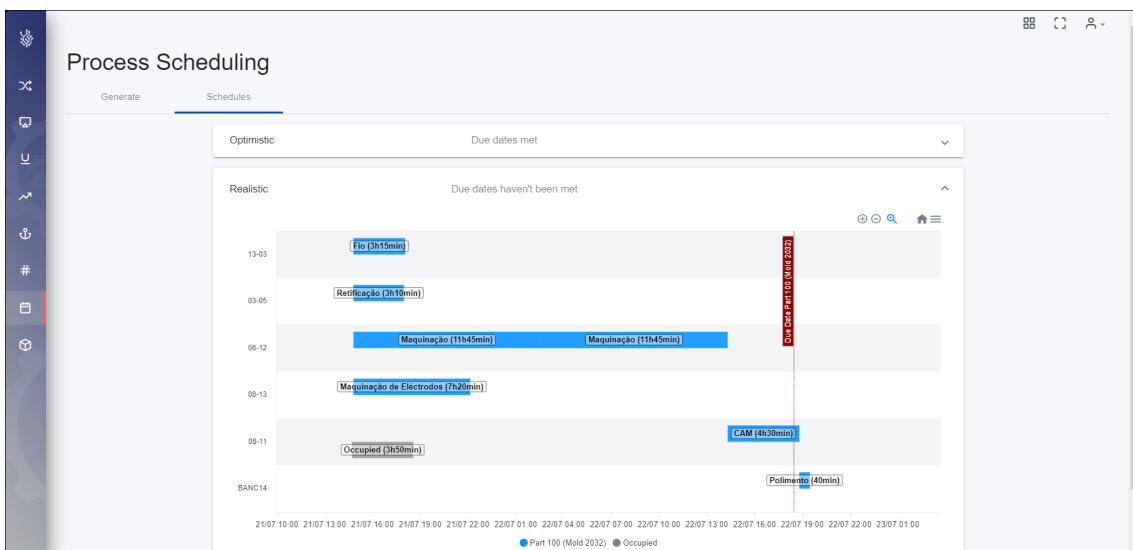 Process Scheduling
Generate Schedules
Optimistic Due dates met
Realistic Due dates haven't been met
13-03 Fio (3h15min)
Due Date Part 100 (Mold 2032)
03-05 Retificação (3h10min)
08-12 Maquinação (11h45min) Maquinação (11h45min)
08-13 Maquinação de Eléctrodos (7h20min)
08-11 CAM (4h30min)
Occupied (3h50min)
BANC14 Polimento (40min)
21/07 10:00 21/07 13:00 21/07 16:00 21/07 19:00 21/07 22:00 22/07 01:00 22/07 04:00 22/07 07:00 22/07 10:00 22/07 13:00 22/07 16:00 22/07 19:00 22/07 22:00 23/07 01:00
Part 100 (Mold 2032) Occupied